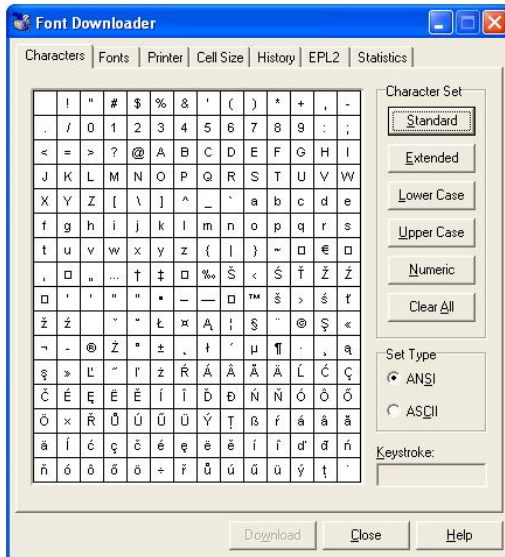 Font Downloader
Characters Fonts Printer Cell Size History EPL2 Statistics
! " # $ % & ' ( ) * + , -
. / 0 1 2 3 4 5 6 7 8 9 : ;
< = > ? @ A B C D E F G H I
J K L M N O P Q R S T U V W
X Y Z [ \ ] ^ _ ` a b c d e
f g h i j k l m n o p q r s
t u v w x y z { | } ~ □ € □
‚ □ „ … † ‡ □ ‰ Š ‹ Ś Ť Ž Ź
□ ' ' " " • – — □ ™ š › ś ť
ž ź ˇ ˘ Ł ¤ Ą ¦ § ¨ © Ş «
¬ - ® Ż ° ± ˛ ł ´ µ ¶ · ¸ ą
ş » Ľ ˝ ľ ż Ŕ Á Â Ă Ä Ĺ Ć Ç
Č É Ę Ë Ě Í Î Ď Đ Ń Ň Ó Ô Ő
Ö × Ř Ů Ú Ű Ü Ý Ţ ß ŕ á â ă
ä ĺ ć ç č é ę ë ě í î ď đ ń
ň ó ô ő ö ÷ ř ů ú ű ü ý ţ ˙
Character Set
Standard
Extended
Lower Case
Upper Case
Numeric
Clear All
Set Type
ANSI
ASCII
Keystroke:
Download Close Help